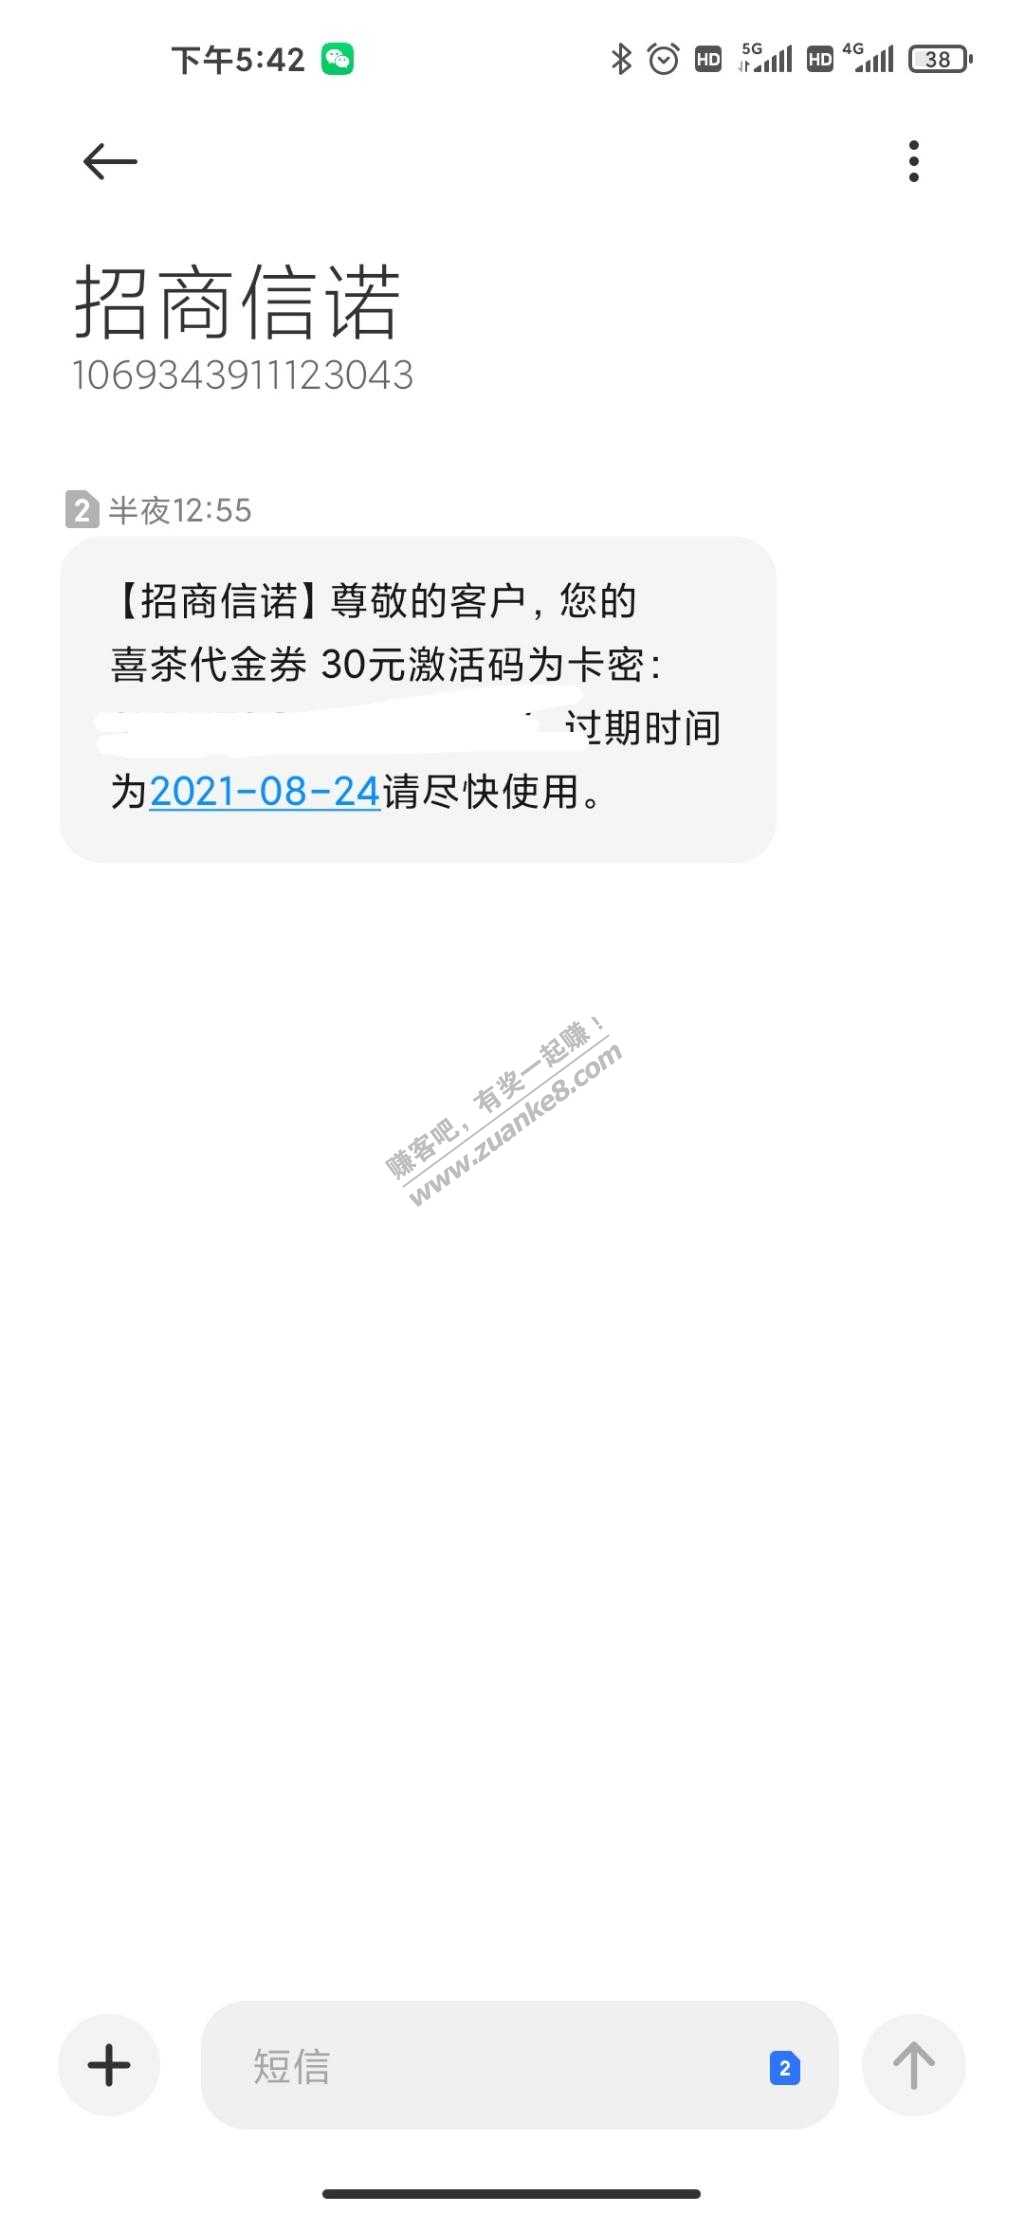 下午5:42
HD 5G HD 4G 38
招商信诺
1069343911123043
2 半夜12:55
【招商信诺】尊敬的客户，您的
喜茶代金券 30元激活码为卡密：
过期时间
为2021-08-24请尽快使用。
赚客吧，有奖一起赚！
www.zuanke8.com
短信
2